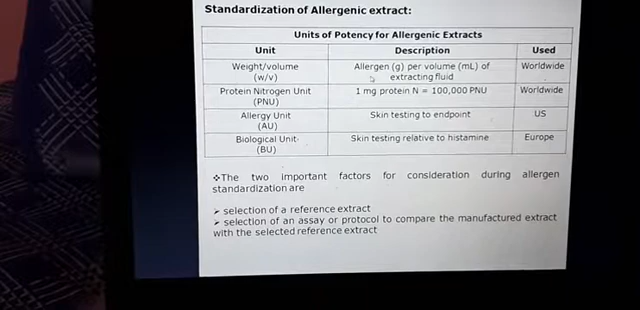 Standardization of Allergenic extract:
Units of Potency for Allergenic Extracts
Unit Description Used
Weight/volume (w/v) Allergen (g) per volume (mL) of extracting fluid Worldwide
Protein Nitrogen Unit (PNU) 1 mg protein N = 100,000 PNU Worldwide
Allergy Unit (AU) Skin testing to endpoint US
Biological Unit (BU) Skin testing relative to histamine Europe
❖The two important factors for consideration during allergen
standardization are
➢ selection of a reference extract
➢ selection of an assay or protocol to compare the manufactured extract
with the selected reference extract